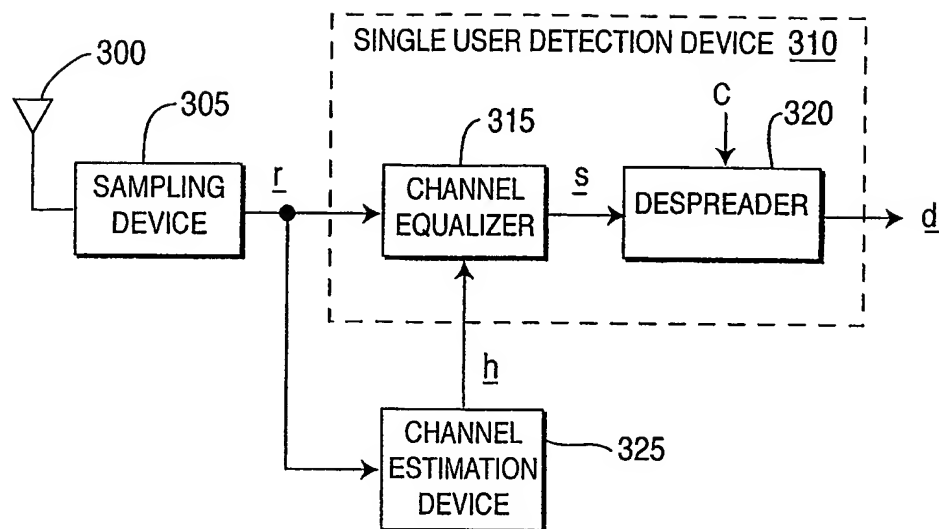 SINGLE USER DETECTION DEVICE 310
300
305
SAMPLING
DEVICE
r
315
CHANNEL
EQUALIZER
s
C
320
DESPREADER
d
h
CHANNEL
ESTIMATION
DEVICE
325